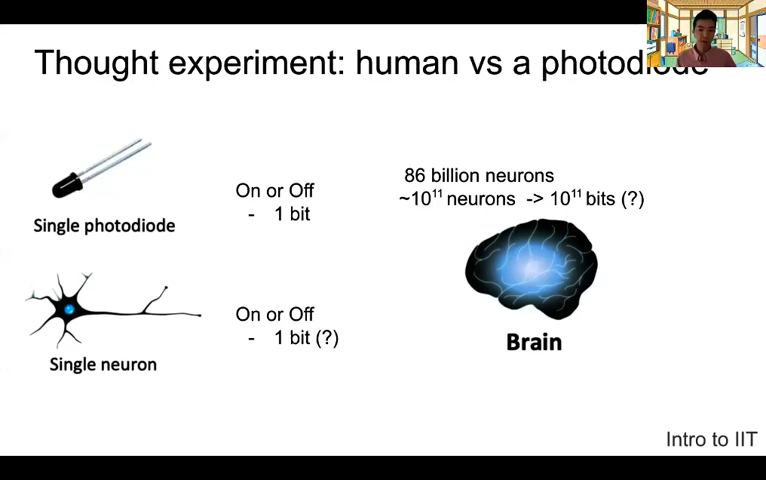 Thought experiment: human vs a photodiode
Single photodiode
On or Off
- 1 bit
Single neuron
On or Off
- 1 bit (?)
86 billion neurons
~10¹¹ neurons -> 10¹¹ bits (?)
Brain
Intro to IIT